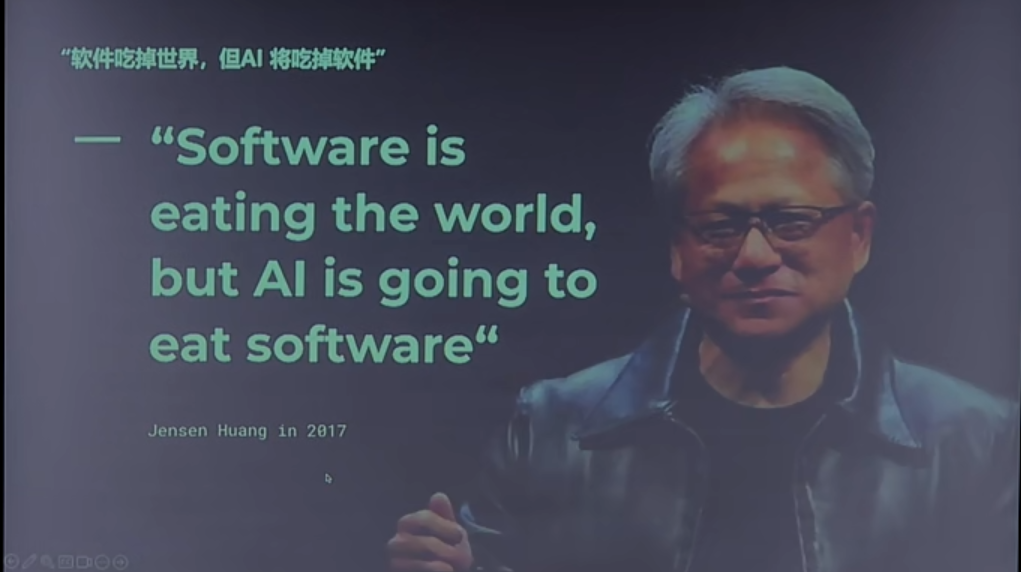 “软件吃掉世界，但AI 将吃掉软件”
— “Software is
eating the world,
but AI is going to
eat software“
Jensen Huang in 2017